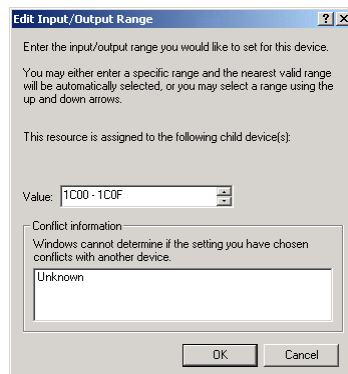 Edit Input/Output Range
Enter the input/output range you would like to set for this device.
You may either enter a specific range and the nearest valid range
will be automatically selected, or you may select a range using the
up and down arrows.
This resource is assigned to the following child device(s):
Value: 1C00 - 1C0F
Conflict information
Windows cannot determine if the setting you have chosen
conflicts with another device.
Unknown
OK Cancel